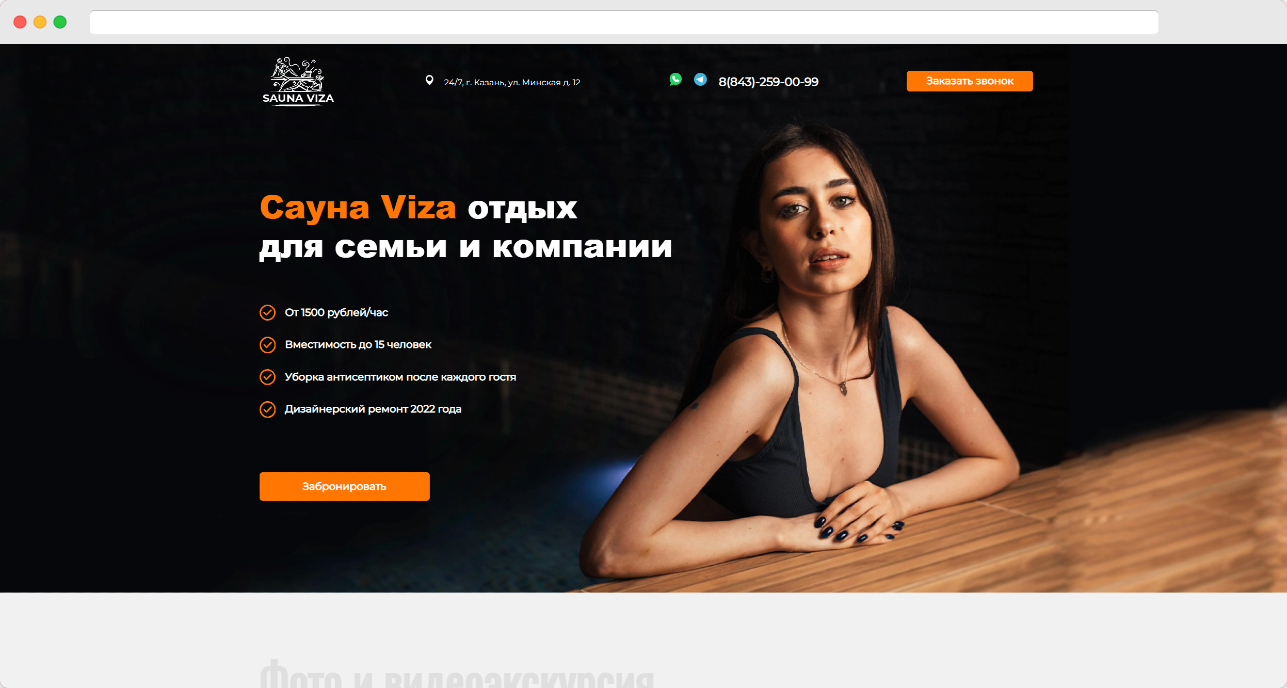 SAUNA VIZA
24/7, г. Казань, ул. Минская д. 12
8(843)-259-00-99
Заказать звонок
Сауна Viza отдых
для семьи и компании
От 1500 рублей/час
Вместимость до 15 человек
Уборка антисептиком после каждого гостя
Дизайнерский ремонт 2022 года
Забронировать
Фото и видеоэкскурсия